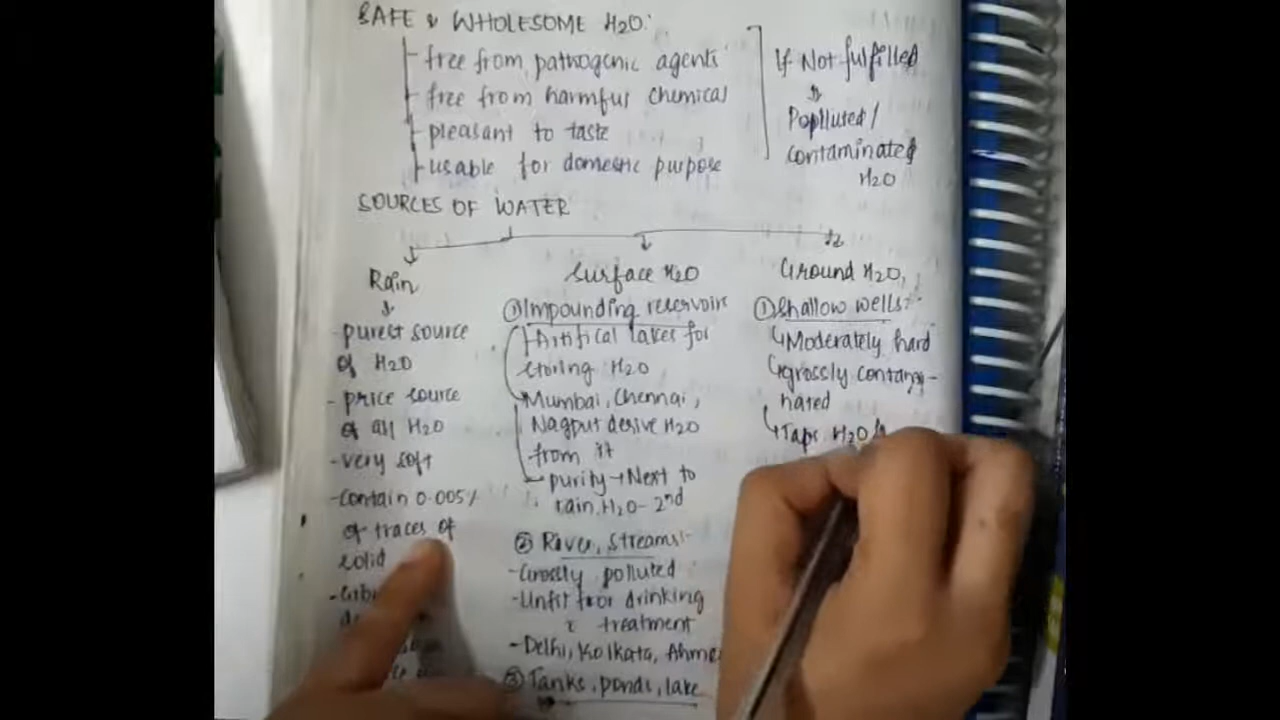 SAFE & WHOLESOME H2O:
free from pathogenic agents
free from harmful chemical
pleasant to taste
usable for domestic purpose
If Not fulfilled
Poplluted /
contaminated
H2O
SOURCES OF WATER
Rain
- purest source
of H2O
- price source
of all H2O
- very soft
- contain 0.005%
of traces of
solid
Surface H2O
① Impounding reservoirs
Artifical lakes for
storing H2O
Mumbai, Chennai,
Nagput derive H2O
from it
purity → Next to
rain H2O - 2nd
② River, Streams:-
- Grossly polluted
- Unfit for drinking
treatment
- Delhi, Kolkata, Ahme
③ Tanks, ponds, lake
Ground H2O,
① Shallow wells:-
Moderately hard
grossly contami-
nated
Taps H2O